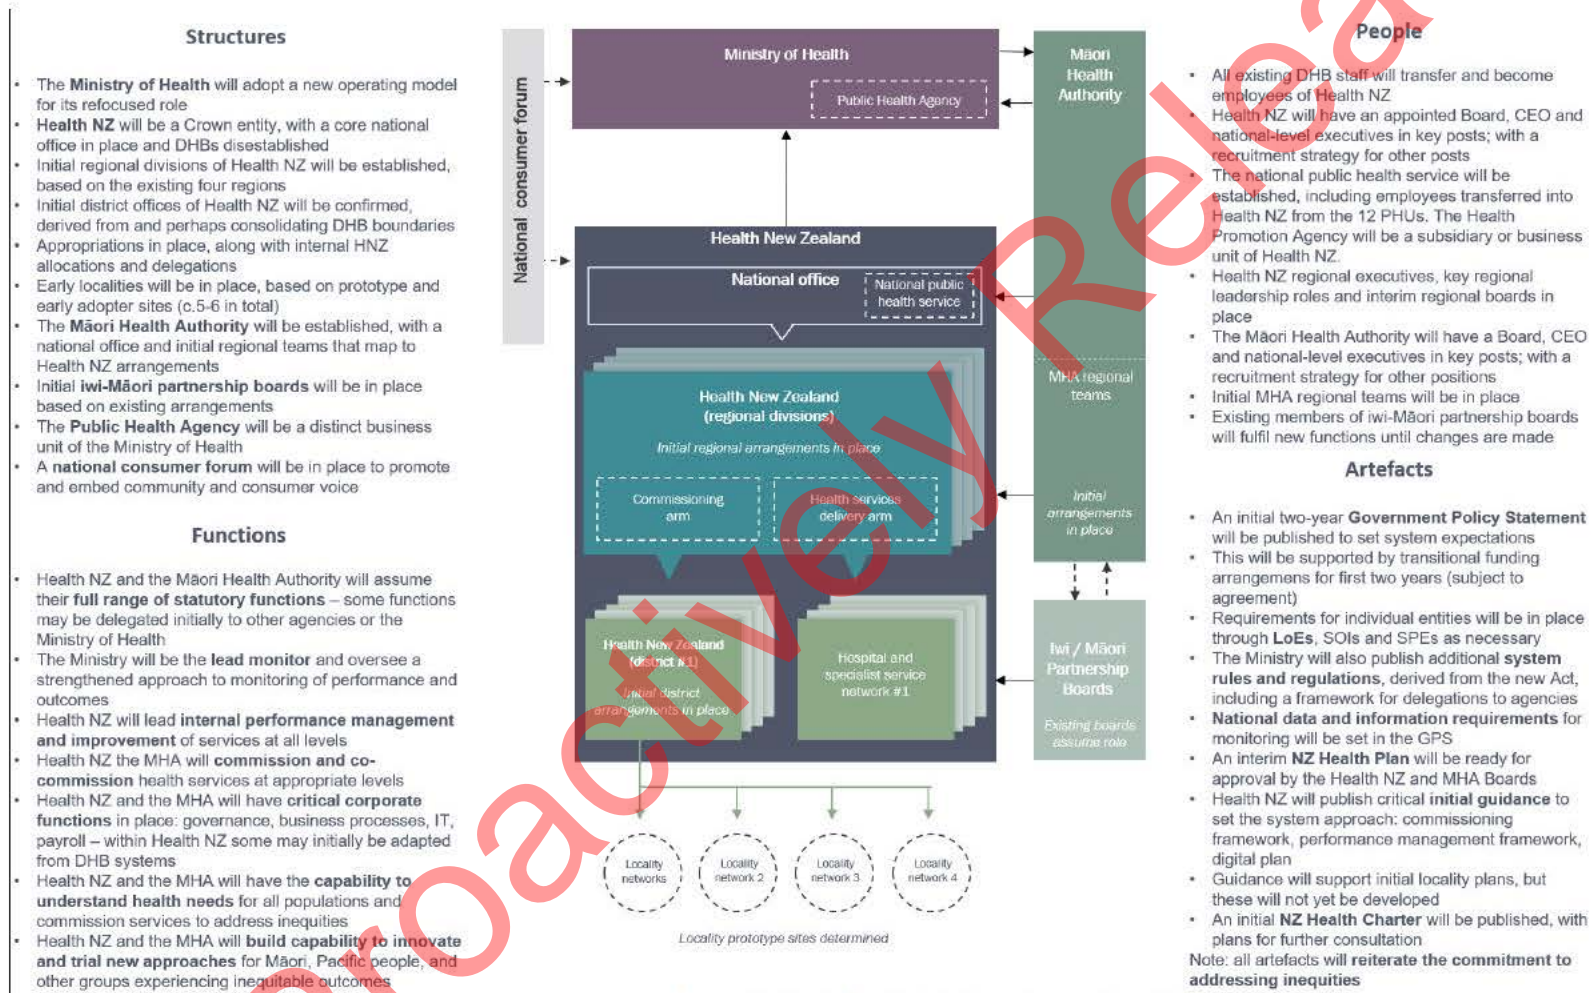 Structures
• The Ministry of Health will adopt a new operating model
for its refocused role
• Health NZ will be a Crown entity, with a core national
office in place and DHBs disestablished
• Initial regional divisions of Health NZ will be established,
based on the existing four regions
• Initial district offices of Health NZ will be confirmed,
derived from and perhaps consolidating DHB boundaries
• Appropriations in place, along with internal HNZ
allocations and delegations
• Early localities will be in place, based on prototype and
early adopter sites (c.5-6 in total)
• The Māori Health Authority will be established, with a
national office and initial regional teams that map to
Health NZ arrangements
• Initial iwi-Māori partnership boards will be in place
based on existing arrangements
• The Public Health Agency will be a distinct business
unit of the Ministry of Health
• A national consumer forum will be in place to promote
and embed community and consumer voice
Functions
• Health NZ and the Māori Health Authority will assume
their full range of statutory functions – some functions
may be delegated initially to other agencies or the
Ministry of Health
• The Ministry will be the lead monitor and oversee a
strengthened approach to monitoring of performance and
outcomes
• Health NZ will lead internal performance management
and improvement of services at all levels
• Health NZ the MHA will commission and co-
commission health services at appropriate levels
• Health NZ and the MHA will have critical corporate
functions in place: governance, business processes, IT,
payroll – within Health NZ some may initially be adapted
from DHB systems
• Health NZ and the MHA will have the capability to
understand health needs for all populations and
commission services to address inequities
• Health NZ and the MHA will build capability to innovate
and trial new approaches for Māori, Pacific people, and
other groups experiencing inequitable outcomes
National consumer forum
Ministry of Health
Public Health Agency
Māori
Health
Authority
Health New Zealand
National office
National public
health service
Health New Zealand
(regional divisions)
Initial regional arrangements in place
Commissioning
arm
Health services
delivery arm
MHA regional
teams
Initial
arrangements
in place
Health New Zealand
(district #1)
Initial district
arrangements in place
Hospital and
specialist service
network #1
Iwi / Māori
Partnership
Boards
Existing boards
assume role
Locality
networks
Locality
network 2
Locality
network 3
Locality
network 4
Locality prototype sites determined
People
• All existing DHB staff will transfer and become
employees of Health NZ
• Health NZ will have an appointed Board, CEO and
national-level executives in key posts; with a
recruitment strategy for other posts
• The national public health service will be
established, including employees transferred into
Health NZ from the 12 PHUs. The Health
Promotion Agency will be a subsidiary or business
unit of Health NZ.
• Health NZ regional executives, key regional
leadership roles and interim regional boards in
place
• The Māori Health Authority will have a Board, CEO
and national-level executives in key posts; with a
recruitment strategy for other positions
• Initial MHA regional teams will be in place
• Existing members of iwi-Māori partnership boards
will fulfil new functions until changes are made
Artefacts
• An initial two-year Government Policy Statement
will be published to set system expectations
• This will be supported by transitional funding
arrangemens for first two years (subject to
agreement)
• Requirements for individual entities will be in place
through LoEs, SOIs and SPEs as necessary
• The Ministry will also publish additional system
rules and regulations, derived from the new Act,
including a framework for delegations to agencies
• National data and information requirements for
monitoring will be set in the GPS
• An interim NZ Health Plan will be ready for
approval by the Health NZ and MHA Boards
• Health NZ will publish critical initial guidance to
set the system approach: commissioning
framework, performance management framework,
digital plan
• Guidance will support initial locality plans, but
these will not yet be developed
• An initial NZ Health Charter will be published, with
plans for further consultation
Note: all artefacts will reiterate the commitment to
addressing inequities
roactively Relea